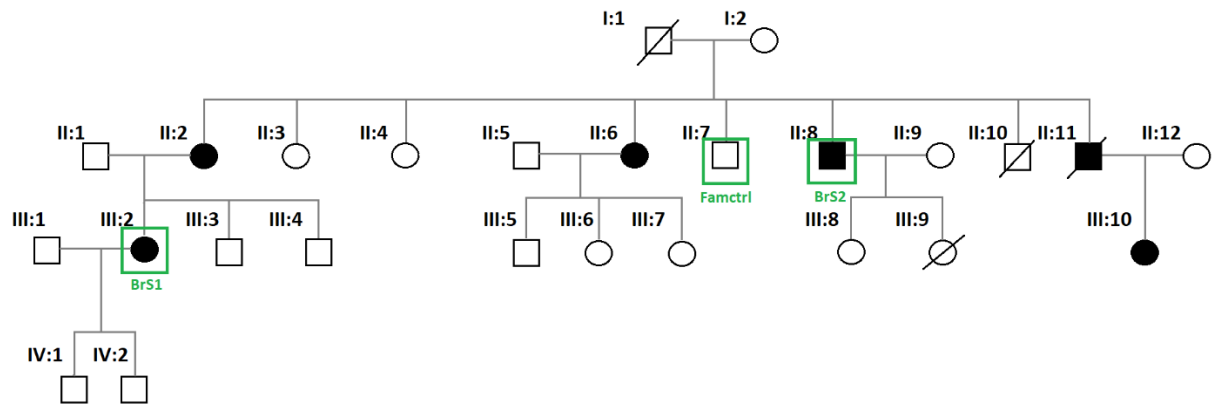 I:1 I:2
II:1 II:2 II:3 II:4 II:5 II:6 II:7 II:8 II:9 II:10 II:11 II:12
Famctrl BrS2
III:1 III:2 III:3 III:4 III:5 III:6 III:7 III:8 III:9 III:10
BrS1
IV:1 IV:2